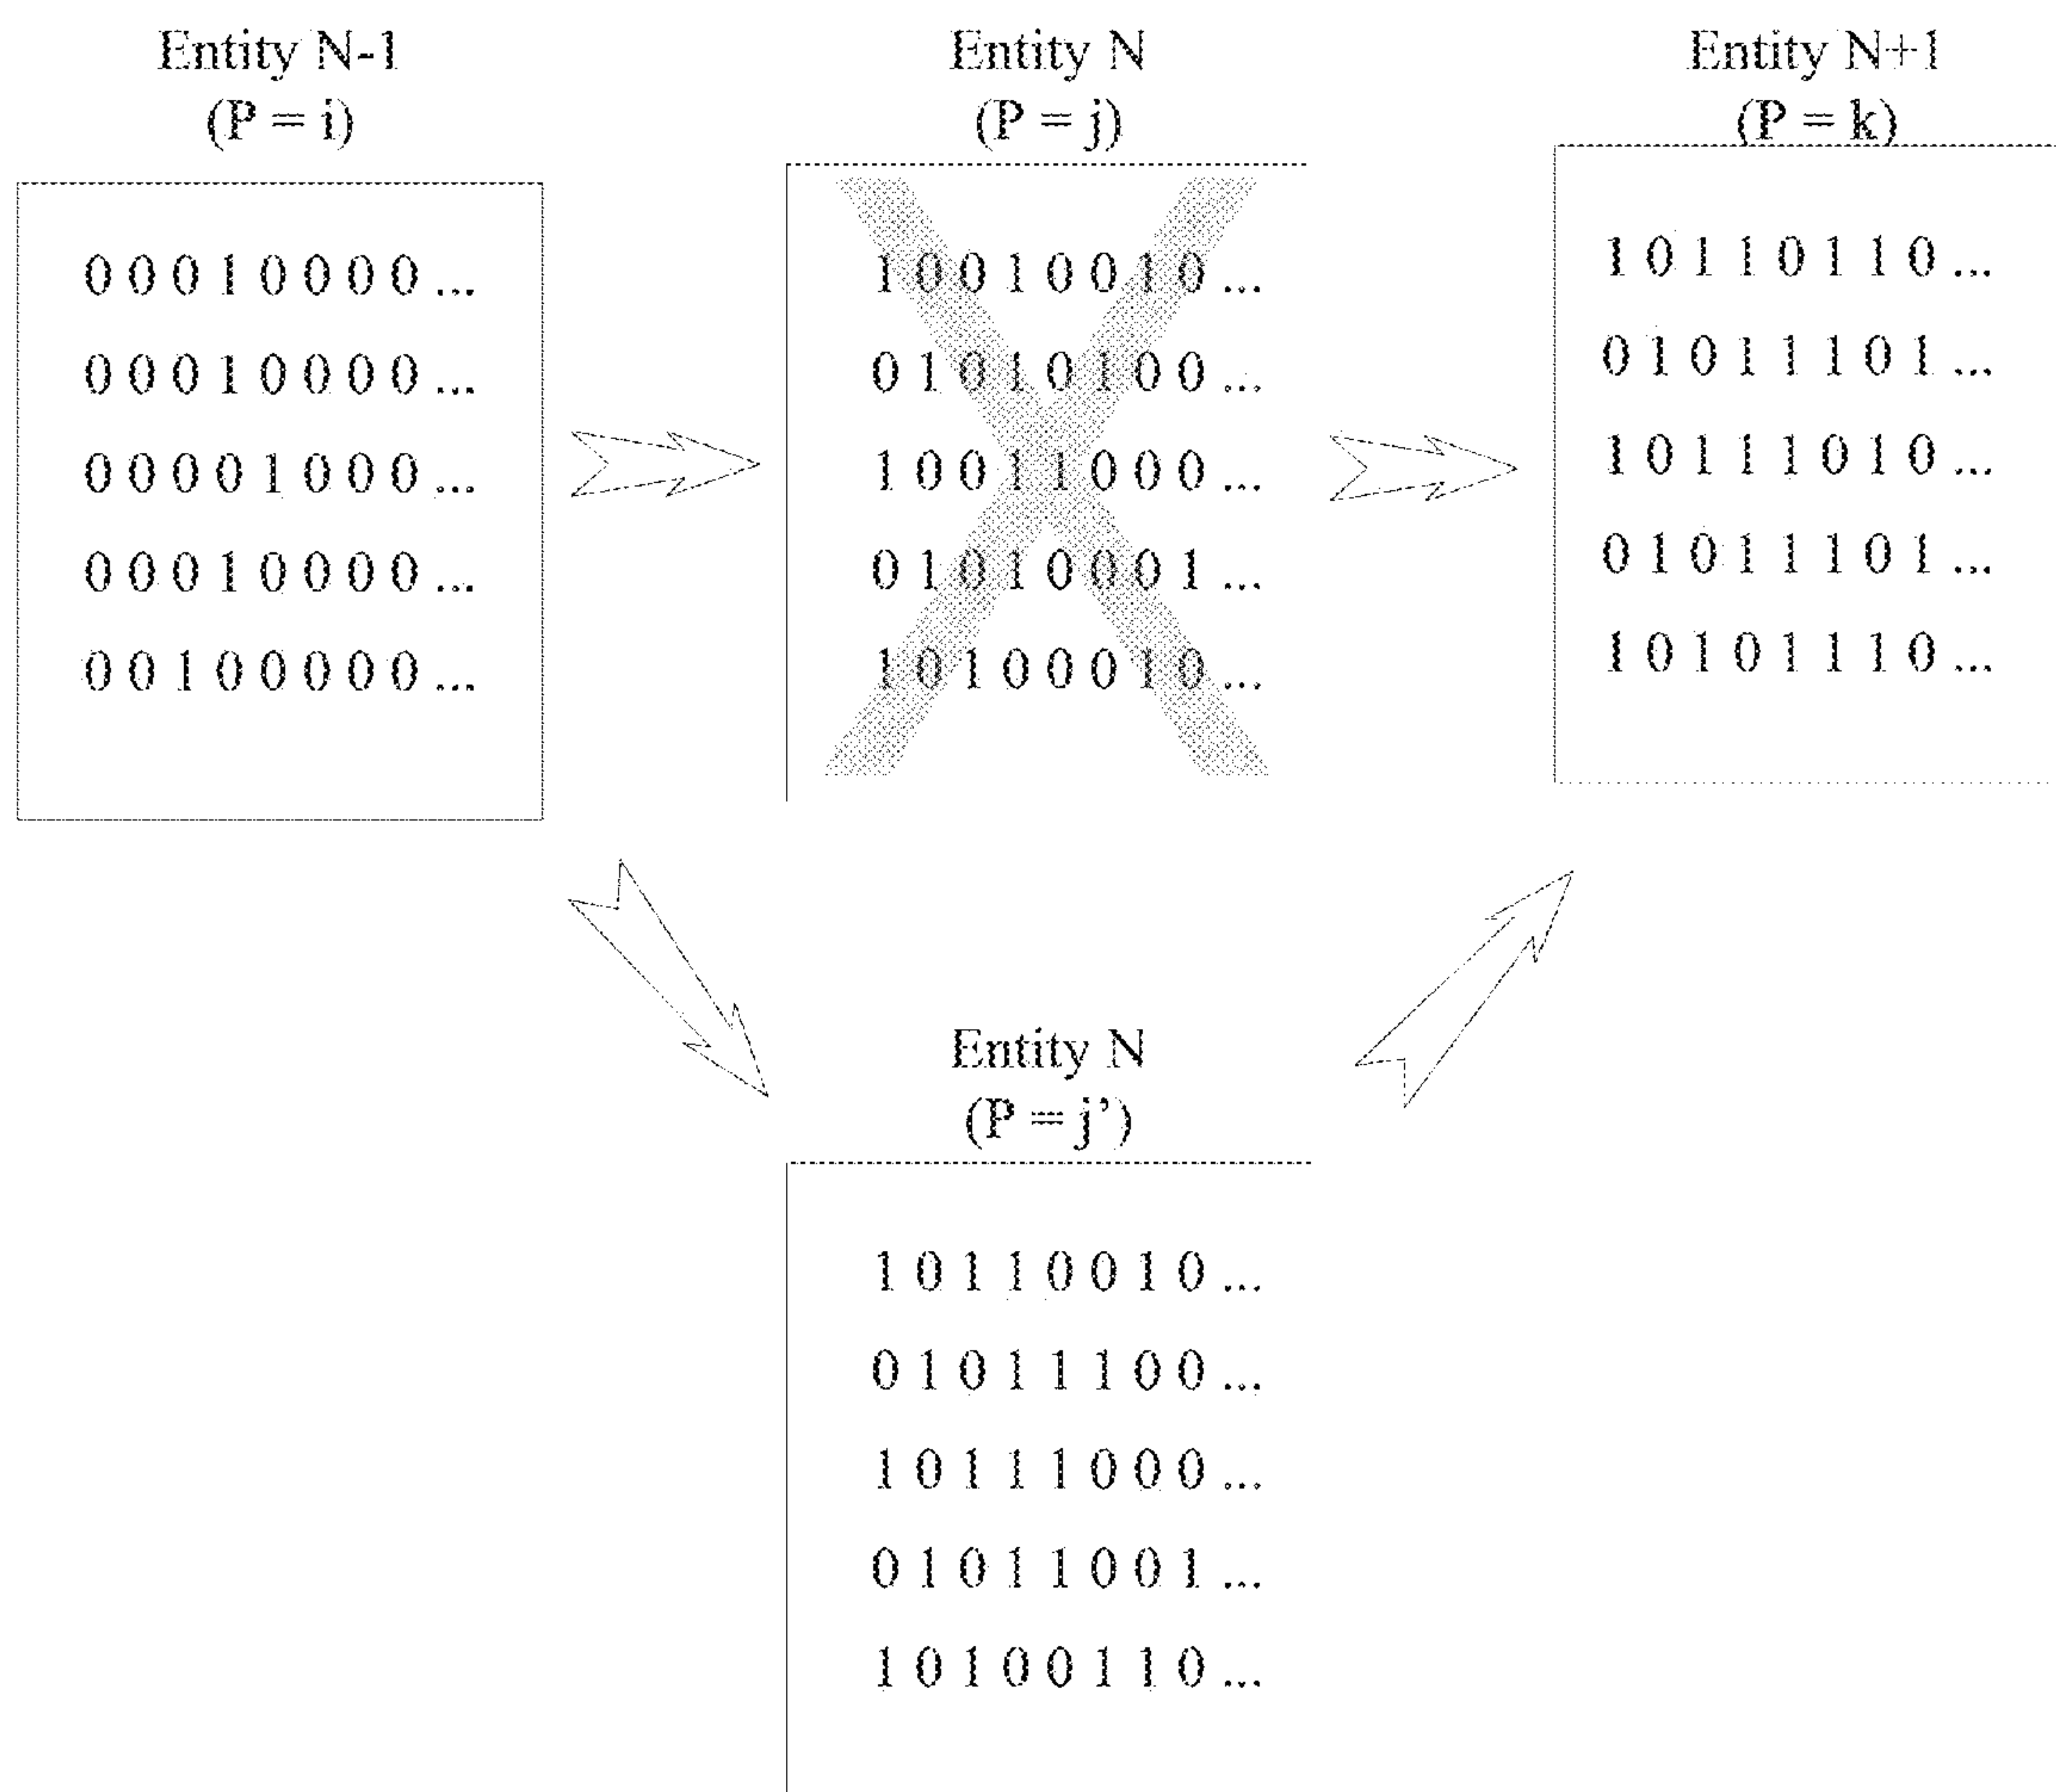 Entity N-1
(P = i)
0 0 0 1 0 0 0 0 ...
0 0 0 1 0 0 0 0 ...
0 0 0 0 1 0 0 0 ...
0 0 0 1 0 0 0 0 ...
0 0 1 0 0 0 0 0 ...
Entity N
(P = j)
1 0 0 1 0 0 1 0 ...
0 1 0 1 0 1 0 0 ...
1 0 0 1 1 0 0 0 ...
0 1 0 1 0 0 0 1 ...
1 0 1 0 0 0 1 0 ...
Entity N+1
(P = k)
1 0 1 1 0 1 1 0 ...
0 1 0 1 1 1 0 1 ...
1 0 1 1 1 0 1 0 ...
0 1 0 1 1 1 0 1 ...
1 0 1 0 1 1 1 0 ...
Entity N
(P = j’)
1 0 1 1 0 0 1 0 ...
0 1 0 1 1 1 0 0 ...
1 0 1 1 1 0 0 0 ...
0 1 0 1 1 0 0 1 ...
1 0 1 0 0 1 1 0 ...